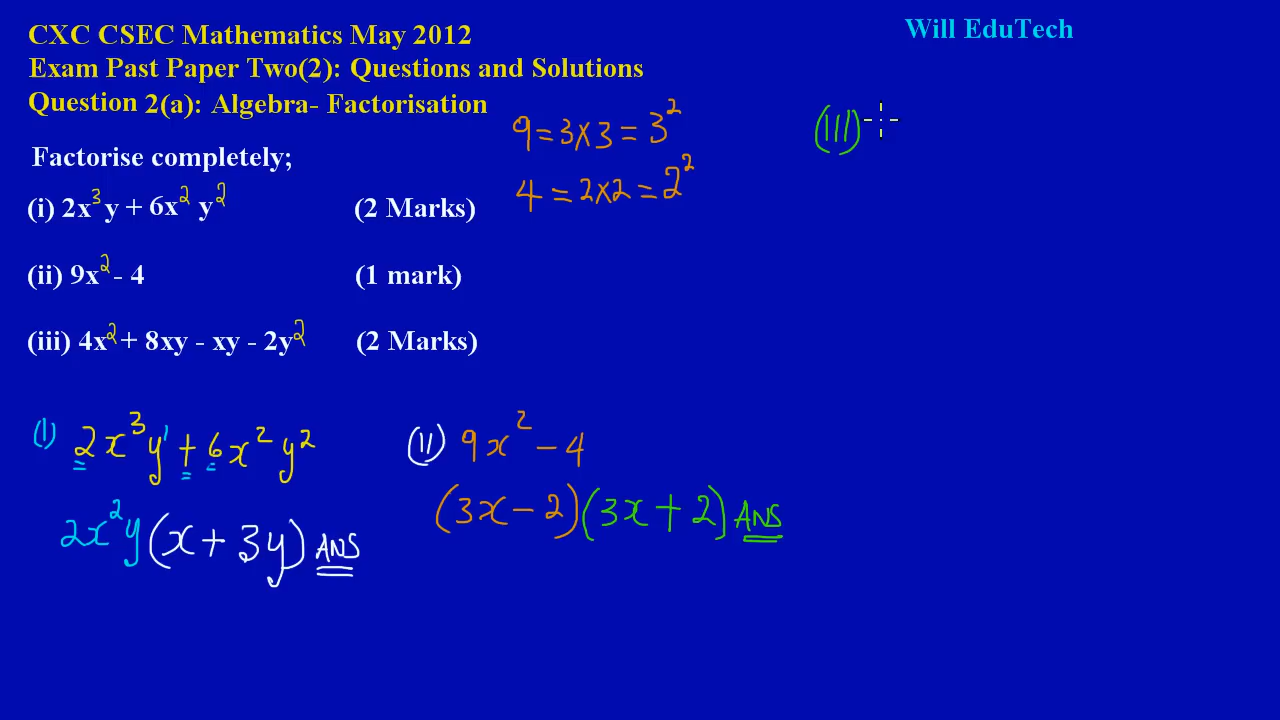 CXC CSEC Mathematics May 2012
Will EduTech
Exam Past Paper Two(2): Questions and Solutions
Question 2(a): Algebra- Factorisation
9 = 3 x 3 = 3²
(III)
Factorise completely;
4 = 2 x 2 = 2²
(i) 2x³y + 6x² y² (2 Marks)
(ii) 9x² - 4 (1 mark)
(iii) 4x² + 8xy - xy - 2y² (2 Marks)
(I) 2x³y¹ + 6x²y²
2x²y(x + 3y) ANS
(II) 9x² - 4
(3x - 2)(3x + 2) ANS